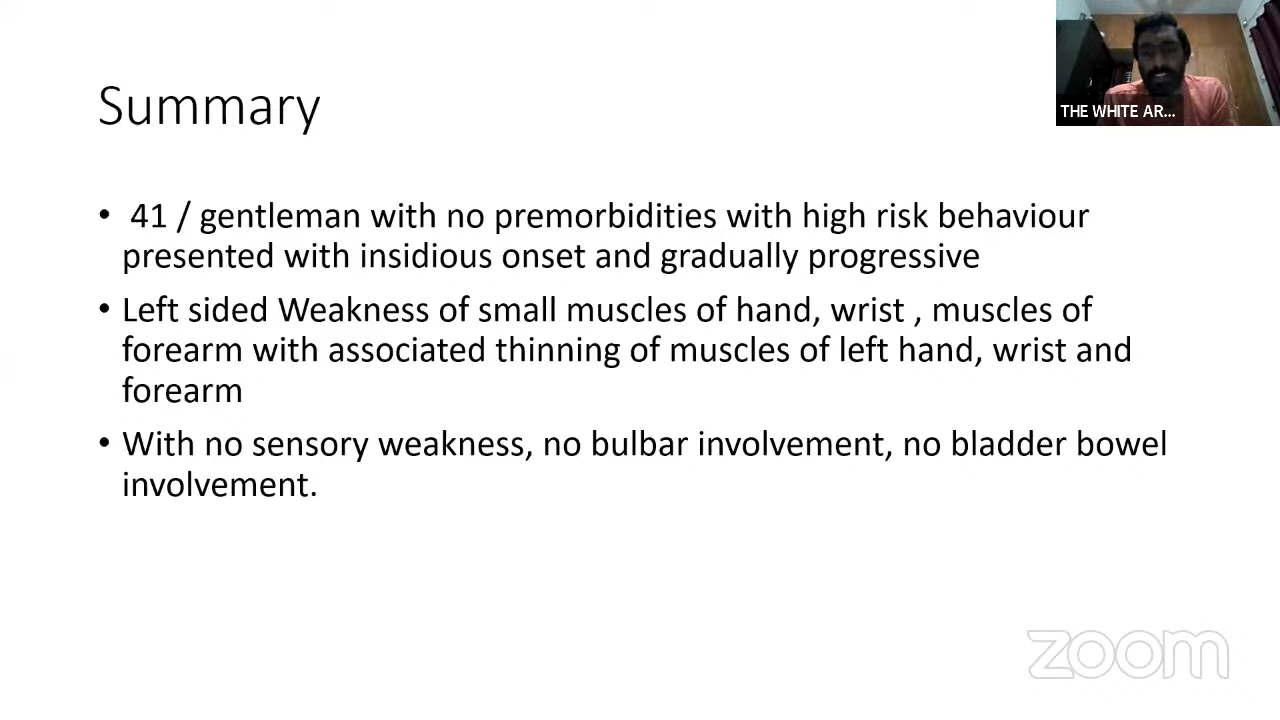 THE WHITE AR...
Summary
• 41 / gentleman with no premorbidities with high risk behaviour
presented with insidious onset and gradually progressive
• Left sided Weakness of small muscles of hand, wrist , muscles of
forearm with associated thinning of muscles of left hand, wrist and
forearm
• With no sensory weakness, no bulbar involvement, no bladder bowel
involvement.
zoom